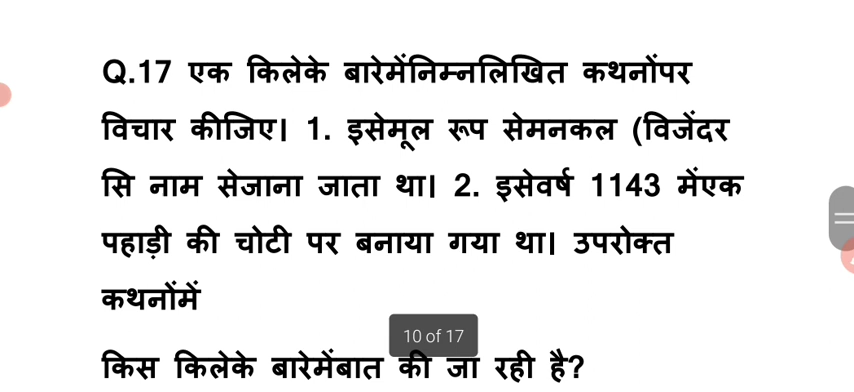 Q.17 एक किलेके बारेमेंनिम्नलिखित कथनोंपर
विचार कीजिए। 1. इसेमूल रूप सेमनकल (विजेंदर
सि नाम सेजाना जाता था। 2. इसेवर्ष 1143 मेंएक
पहाड़ी की चोटी पर बनाया गया था। उपरोक्त
कथनोंमें
10 of 17
किस किलेके बारेमेंबात की जा रही है?